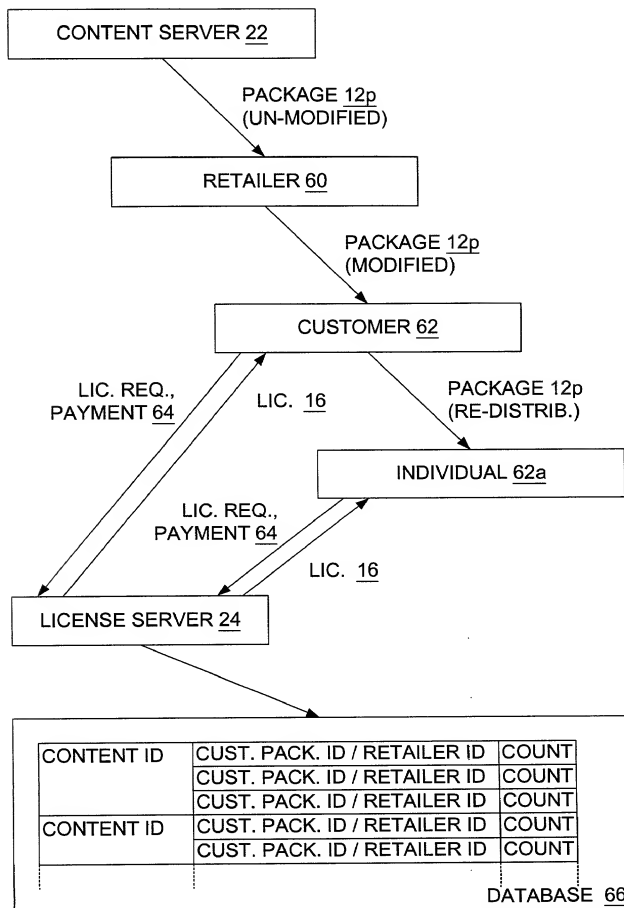 CONTENT SERVER 22
PACKAGE 12p
(UN-MODIFIED)
RETAILER 60
PACKAGE 12p
(MODIFIED)
CUSTOMER 62
LIC. REQ.,
PAYMENT 64
LIC. 16
PACKAGE 12p
(RE-DISTRIB.)
INDIVIDUAL 62a
LIC. REQ.,
PAYMENT 64
LIC. 16
LICENSE SERVER 24
CONTENT ID CUST. PACK. ID / RETAILER ID COUNT
CUST. PACK. ID / RETAILER ID COUNT
CUST. PACK. ID / RETAILER ID COUNT
CONTENT ID CUST. PACK. ID / RETAILER ID COUNT
CUST. PACK. ID / RETAILER ID COUNT
DATABASE 66